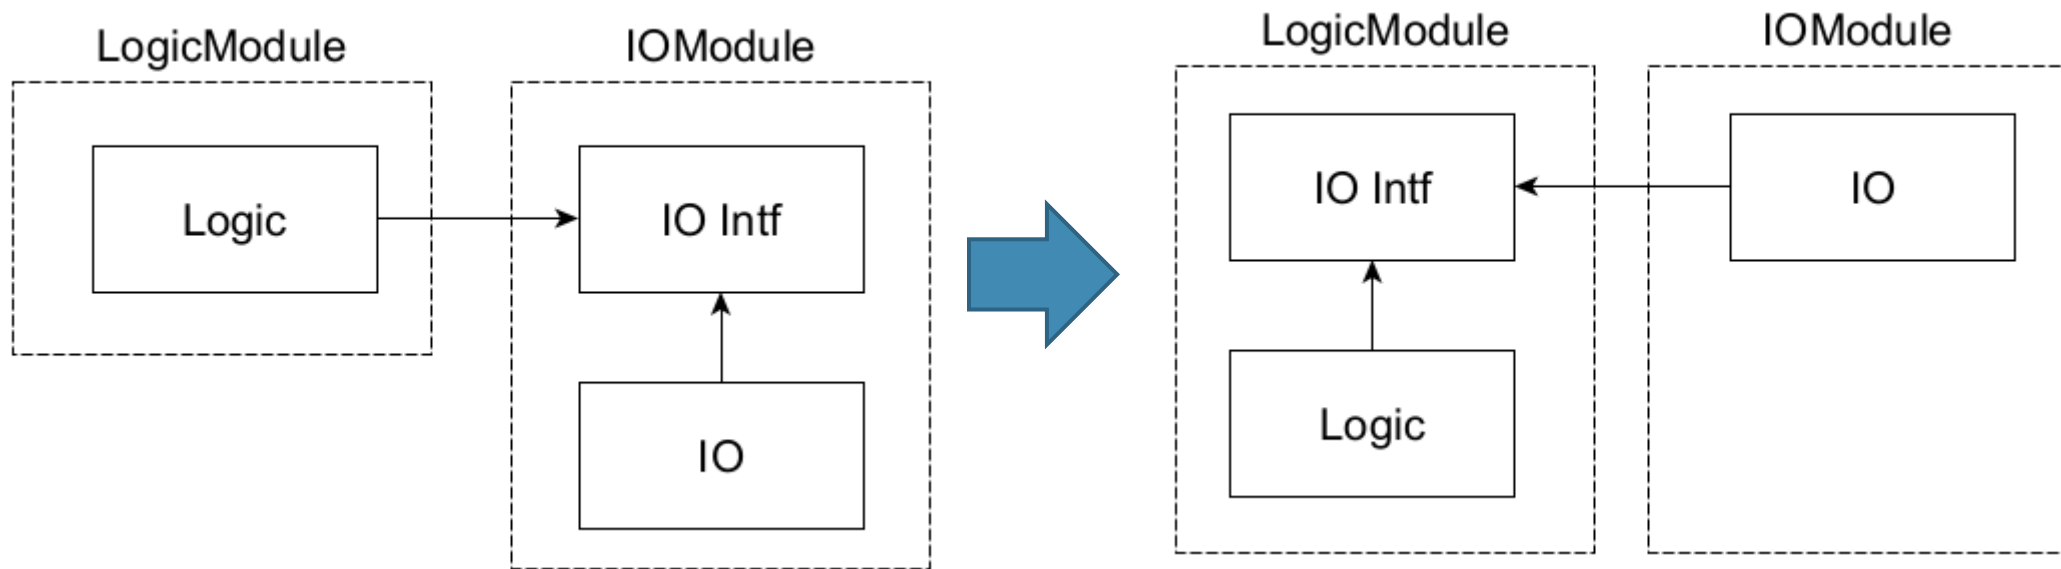 LogicModule
IOModule
Logic
IO Intf
IO
LogicModule
IOModule
IO Intf
IO
Logic